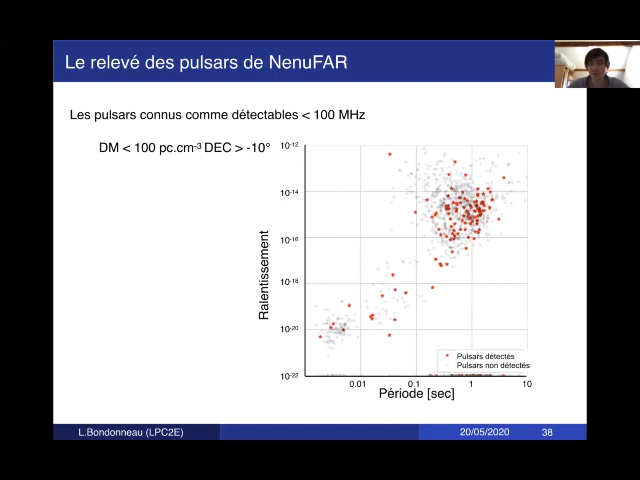 Le relevé des pulsars de NenuFAR
Les pulsars connus comme détectables < 100 MHz
DM < 100 pc.cm-3 DEC > -10°
10-12
10-14
10-16
10-18
10-20
10-22
Ralentissement
Pulsars détectés
Pulsars non détectés
0.01 0.1 1 10
Période [sec]
L.Bondonneau (LPC2E) 20/05/2020 38